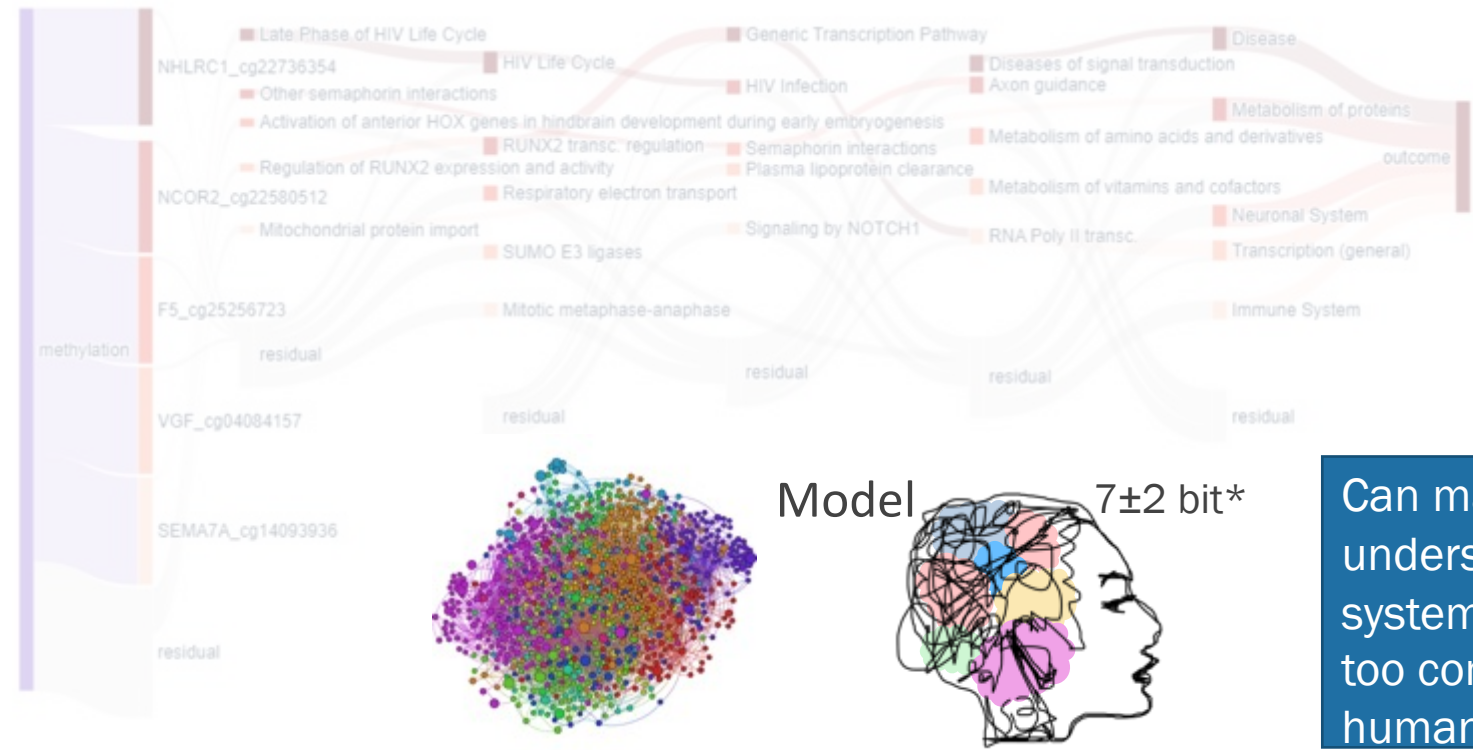 Late Phase of HIV Life Cycle
Generic Transcription Pathway
Disease
HIV Life Cycle
Diseases of signal transduction
NHLRC1_cg22736354
HIV Infection
Axon guidance
Other semaphorin interactions
Metabolism of proteins
Activation of anterior HOX genes in hindbrain development during early embryogenesis
Metabolism of amino acids and derivatives
RUNX2 transc. regulation
Semaphorin interactions
outcome
Regulation of RUNX2 expression and activity
Plasma lipoprotein clearance
Metabolism of vitamins and cofactors
NCOR2_cg22580512
Respiratory electron transport
Neuronal System
Mitochondrial protein import
Signaling by NOTCH1
RNA Poly II transc.
SUMO E3 ligases
Transcription (general)
F5_cg25256723
Mitotic metaphase-anaphase
Immune System
methylation
residual
residual
residual
VGF_cg04084157
residual
residual
SEMA7A_cg14093936
residual
Model
7±2 bit*
Can m
unders
system
too cor
human